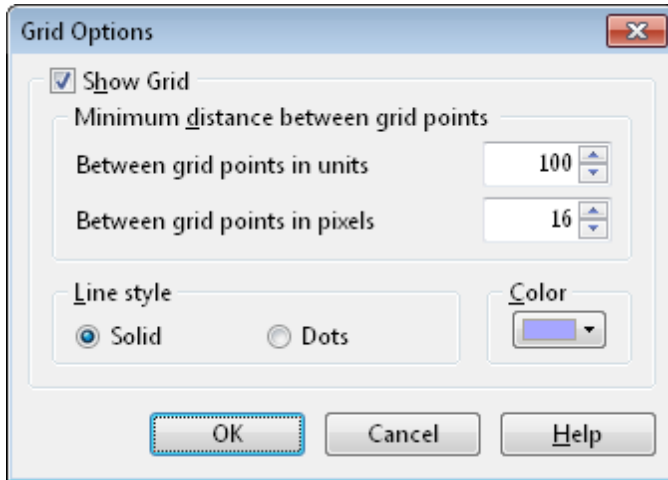 Grid Options
Show Grid
Minimum distance between grid points
Between grid points in units 100
Between grid points in pixels 16
Line style Color
Solid Dots
OK Cancel Help